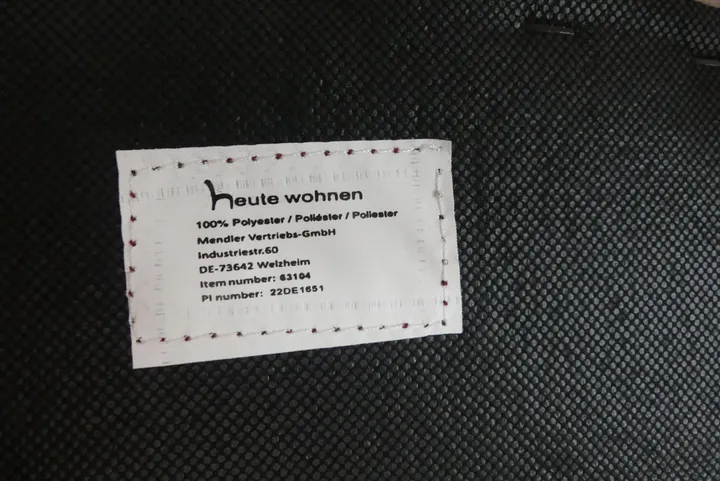 heute wohnen
100% Polyester / Poliéster / Poliester
Mendler Vertriebs-GmbH
Industriestr.60
DE-73642 Welzheim
Item number: 63104
PI number: 22DE1651